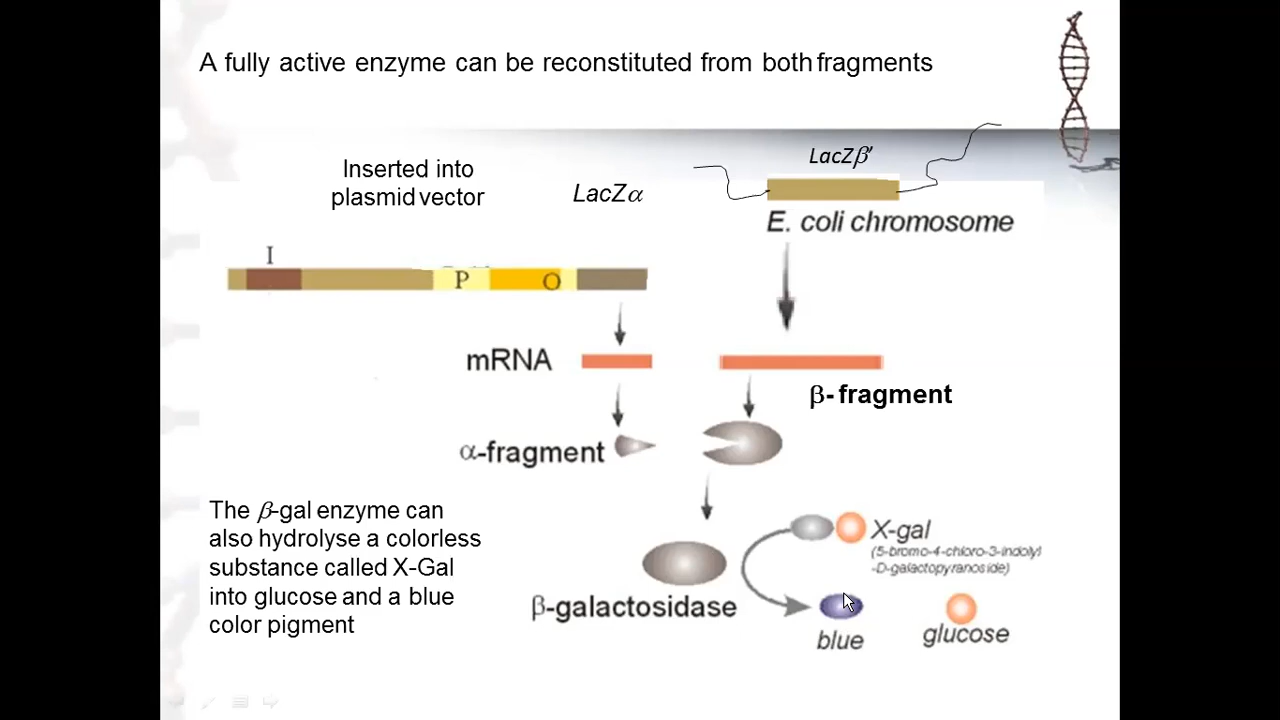 A fully active enzyme can be reconstituted from both fragments
Inserted into
plasmid vector
LacZα
LacZβ'
E. coli chromosome
I
P
O
mRNA
β- fragment
α-fragment
The β-gal enzyme can
also hydrolyse a colorless
substance called X-Gal
into glucose and a blue
color pigment
β-galactosidase
X-gal
(5-bromo-4-chloro-3-indolyl
-D-galactopyranoside)
blue
glucose